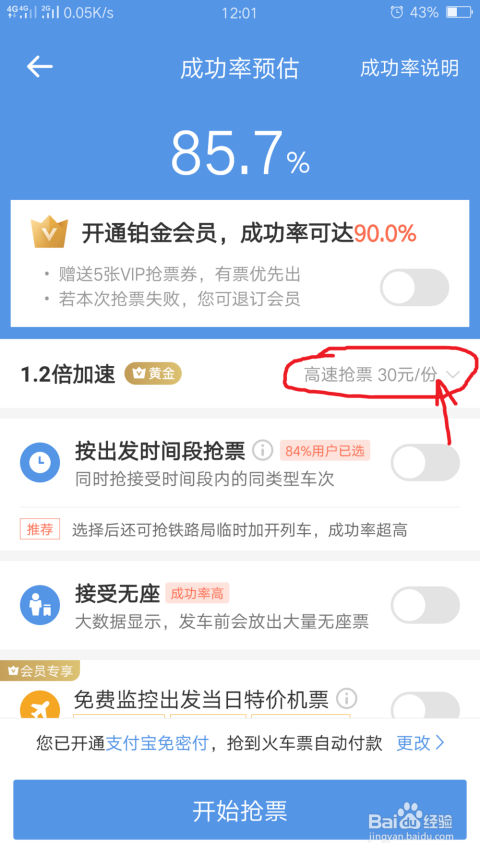 4G 4G 2G 0.05K/s 12:01 43%
成功率预估 成功率说明
85.7%
开通铂金会员，成功率可达90.0%
• 赠送5张VIP抢票券，有票优先出
• 若本次抢票失败，您可退订会员
1.2倍加速 黄金 高速抢票 30元/份
按出发时间段抢票 84%用户已选
同时抢接受时间段内的同类型车次
推荐 选择后还可抢铁路局临时加开列车，成功率超高
接受无座 成功率高
大数据显示，发车前会放出大量无座票
会员专享
免费监控出发当日特价机票
您已开通支付宝免密付，抢到火车票自动付款 更改
开始抢票
Baidu经验
jingyan.baidu.com